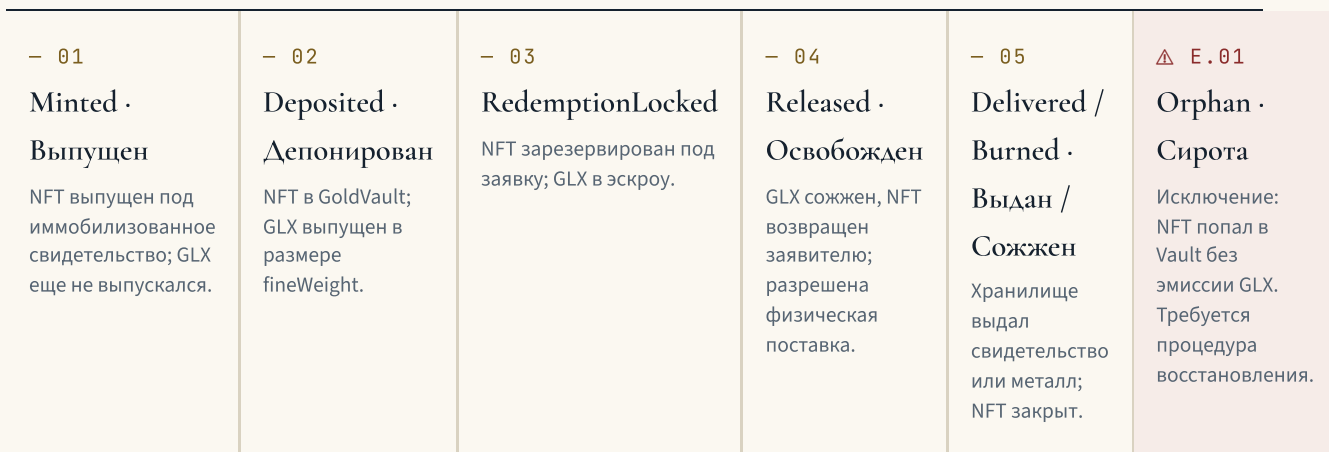 — 01
Minted ·
Выпущен
NFT выпущен под
иммобилизованное
свидетельство; GLX
еще не выпускался.
— 02
Deposited ·
Депонирован
NFT в GoldVault;
GLX выпущен в
размере
fineWeight.
— 03
RedemptionLocked
NFT зарезервирован под
заявку; GLX в эскроу.
— 04
Released ·
Освобожден
GLX сожжен, NFT
возвращен
заявителю;
разрешена
физическая
поставка.
— 05
Delivered /
Burned ·
Выдан /
Сожжен
Хранилище
выдал
свидетельство
или металл;
NFT закрыт.
⚠ E.01
Orphan ·
Сирота
Исключение:
NFT попал в
Vault без
эмиссии GLX.
Требуется
процедура
восстановления.